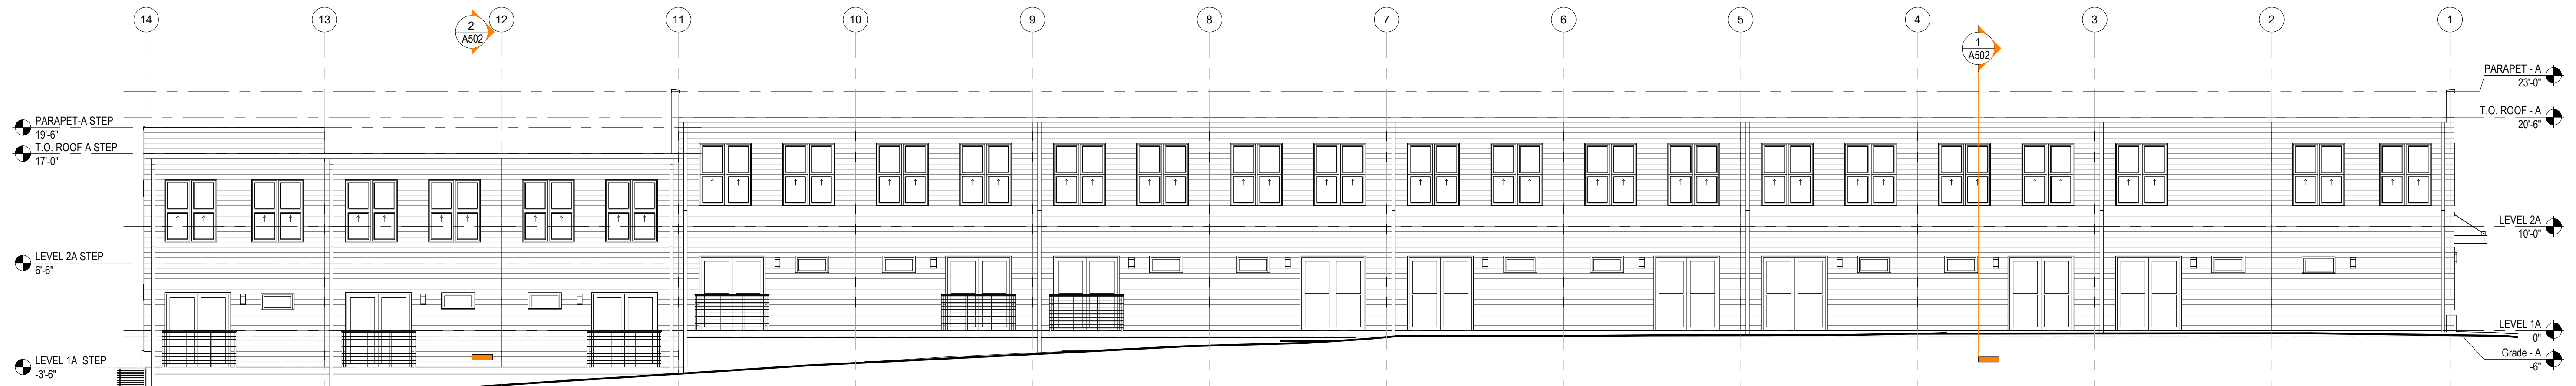 14
13
12
11
10
9
8
7
6
5
4
3
2
1
2
A502
1
A502
PARAPET-A STEP
19'-6"
T.O. ROOF A STEP
17'-0"
LEVEL 2A STEP
6'-6"
LEVEL 1A STEP
-3'-6"
PARAPET - A
23'-0"
T.O. ROOF - A
20'-6"
LEVEL 2A
10'-0"
LEVEL 1A
0"
Grade - A
-6"